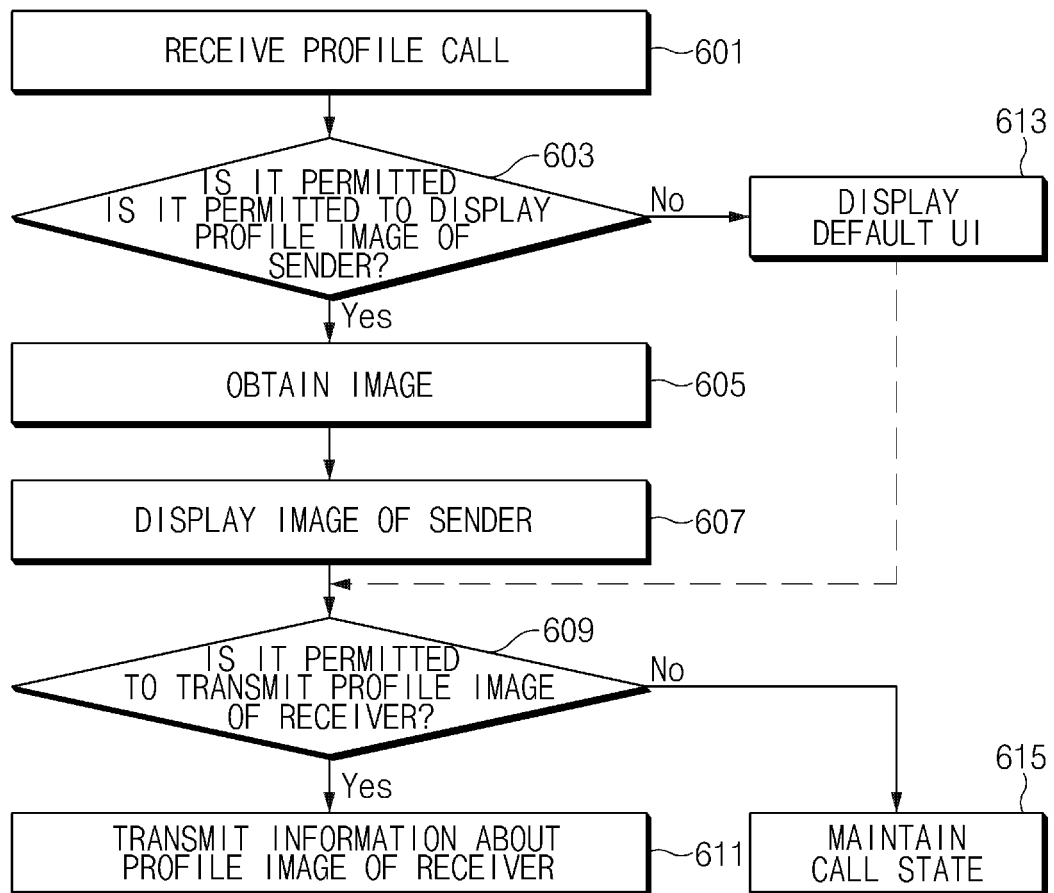 RECEIVE PROFILE CALL
601
603
IS IT PERMITTED
IS IT PERMITTED TO DISPLAY
PROFILE IMAGE OF
SENDER?
No
613
DISPLAY
DEFAULT UI
Yes
OBTAIN IMAGE
605
DISPLAY IMAGE OF SENDER
607
609
IS IT PERMITTED
TO TRANSMIT PROFILE IMAGE
OF RECEIVER?
No
Yes
TRANSMIT INFORMATION ABOUT
PROFILE IMAGE OF RECEIVER
611
615
MAINTAIN
CALL STATE